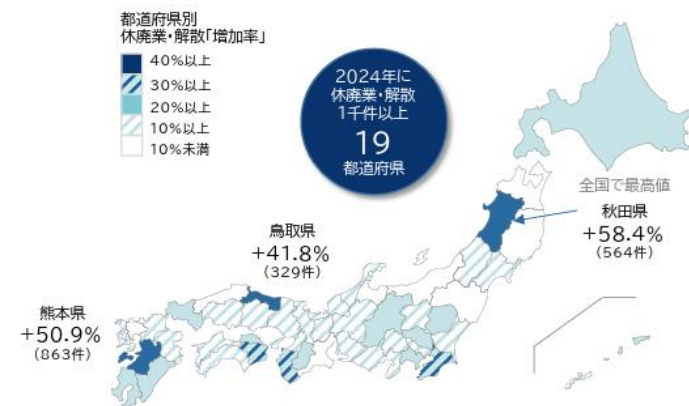 都道府県別
休廃業・解散「増加率」
40%以上
30%以上
20%以上
10%以上
10%未満
2024年に
休廃業・解散
1千件以上
19
都道府県
全国で最高値
秋田県
+58.4%
(564件)
鳥取県
+41.8%
(329件)
熊本県
+50.9%
(863件)